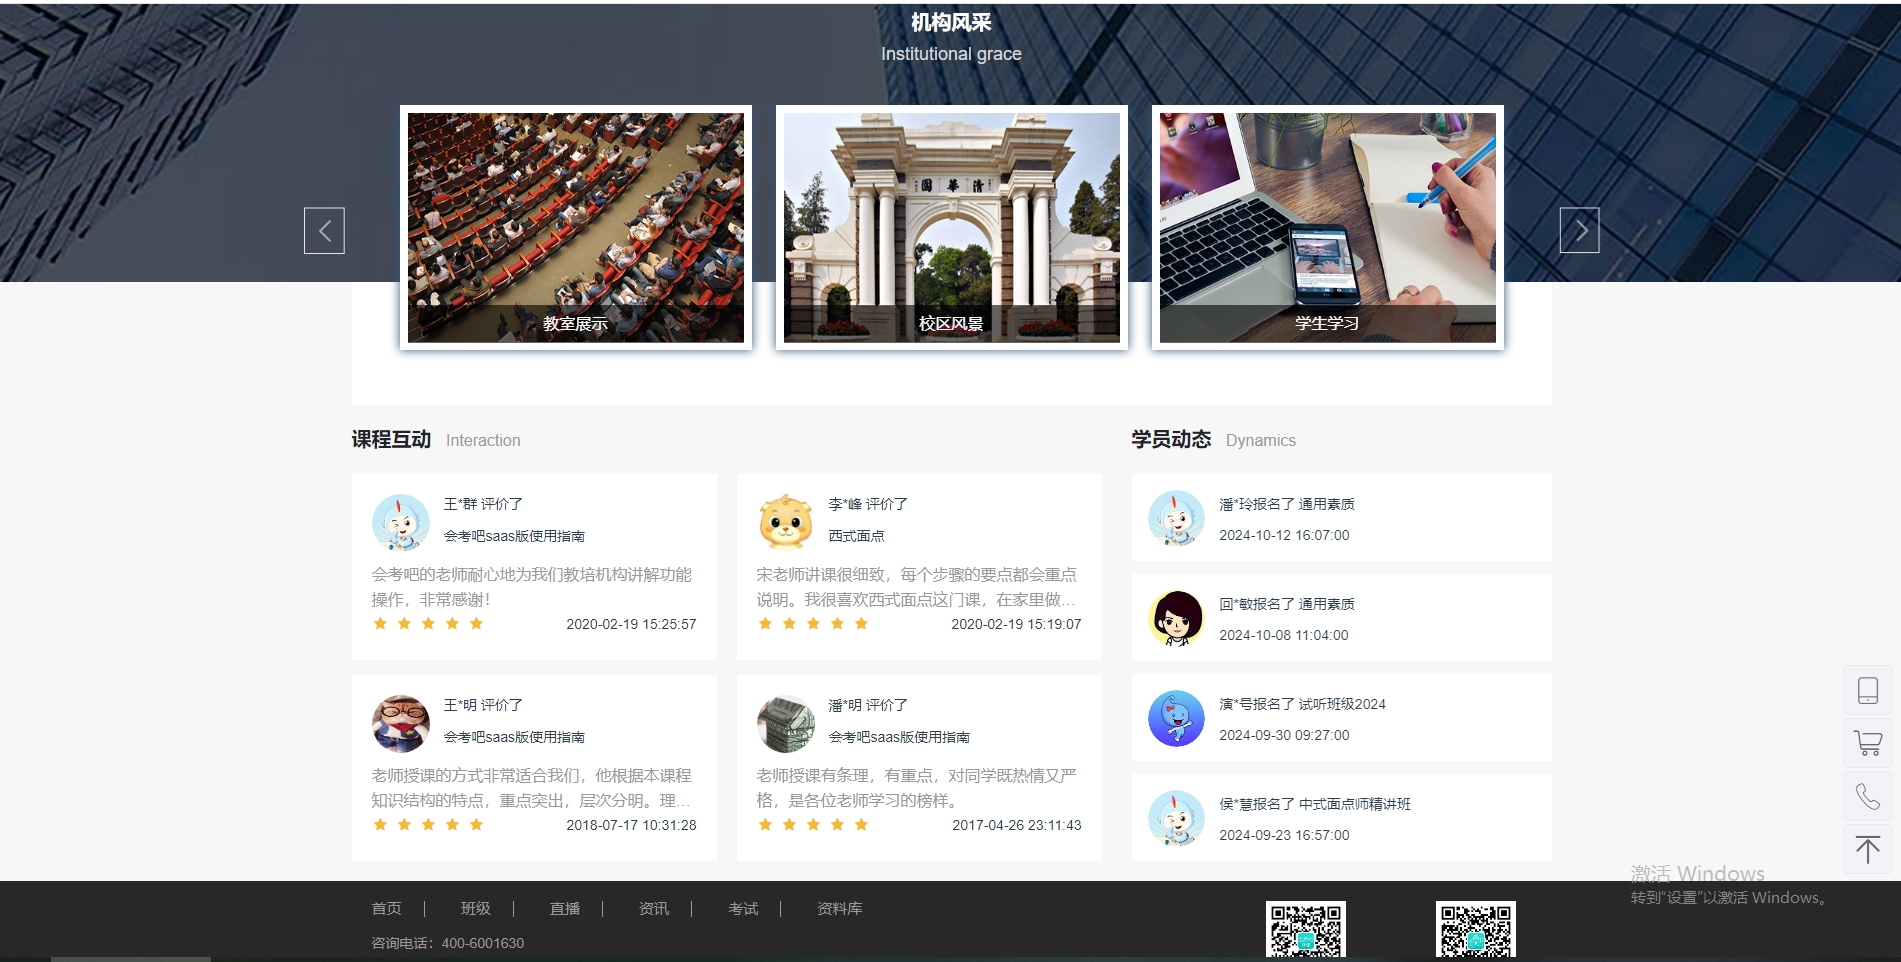 机构风采
Institutional grace
清華園
教室展示
校区风景
学生学习
课程互动 Interaction
王*群 评价了
会考吧saas版使用指南
会考吧的老师耐心地为我们教培机构讲解功能
操作，非常感谢！
2020-02-19 15:25:57
李*峰 评价了
西式面点
宋老师讲课很细致，每个步骤的要点都会重点
说明。我很喜欢西式面点这门课，在家里做...
2020-02-19 15:19:07
王*明 评价了
会考吧saas版使用指南
老师授课的方式非常适合我们，他根据本课程
知识结构的特点，重点突出，层次分明。理...
2018-07-17 10:31:28
潘*明 评价了
会考吧saas版使用指南
老师授课有条理，有重点，对同学既热情又严
格，是各位老师学习的榜样。
2017-04-26 23:11:43
学员动态 Dynamics
潘*玲报名了 通用素质
2024-10-12 16:07:00
回*敏报名了 通用素质
2024-10-08 11:04:00
演*号报名了 试听班级2024
2024-09-30 09:27:00
侯*慧报名了 中式面点师精讲班
2024-09-23 16:57:00
激活 Windows
转到“设置”以激活 Windows。
首页 | 班级 | 直播 | 资讯 | 考试 | 资料库
咨询电话：400-6001630